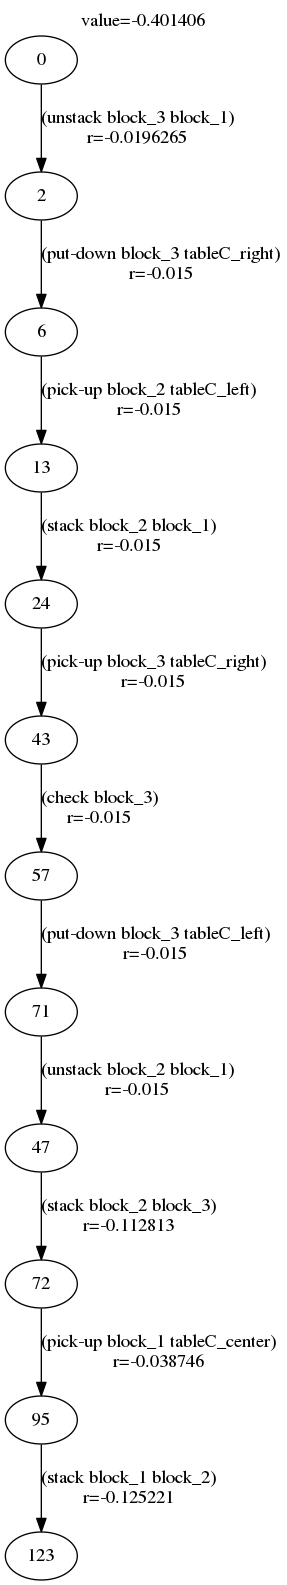 value=-0.401406
0
(unstack block_3 block_1)
r=-0.0196265
2
(put-down block_3 tableC_right)
r=-0.015
6
(pick-up block_2 tableC_left)
r=-0.015
13
(stack block_2 block_1)
r=-0.015
24
(pick-up block_3 tableC_right)
r=-0.015
43
(check block_3)
r=-0.015
57
(put-down block_3 tableC_left)
r=-0.015
71
(unstack block_2 block_1)
r=-0.015
47
(stack block_2 block_3)
r=-0.112813
72
(pick-up block_1 tableC_center)
r=-0.038746
95
(stack block_1 block_2)
r=-0.125221
123